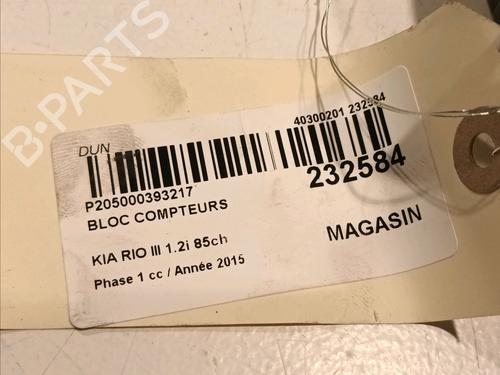 B-PARTS
DUN
40300201 232584
P205000393217
232584
BLOC COMPTEURS
KIA RIO III 1.2i 85ch
MAGASIN
Phase 1 cc / Année 2015